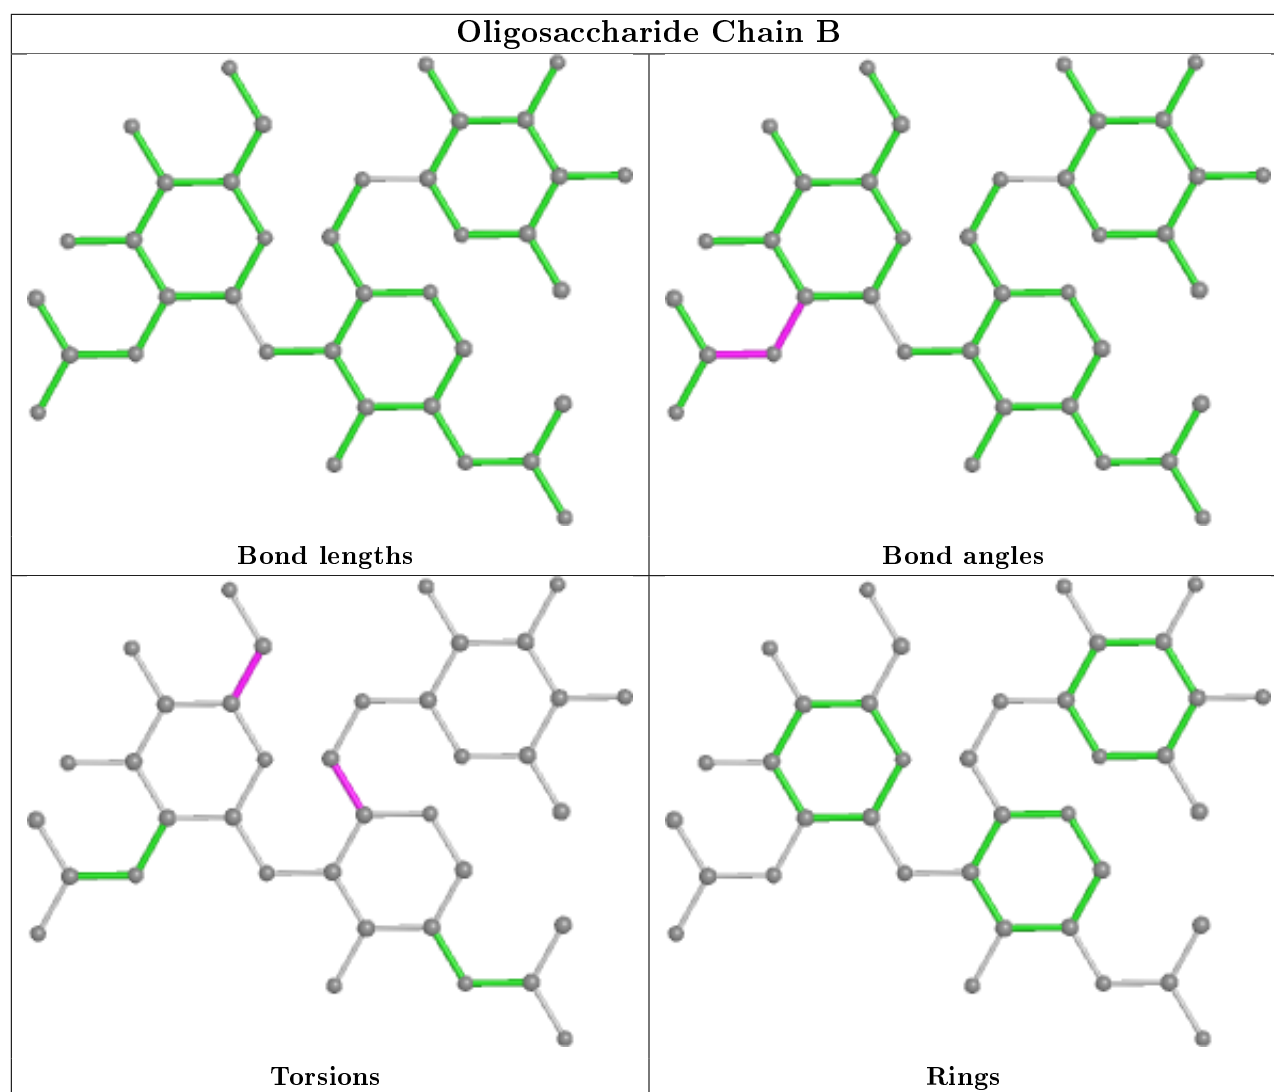 Oligosaccharide Chain B
Bond lengths
Bond angles
Torsions
Rings